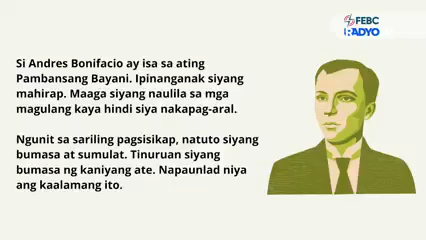 FEBC
RADYO
Si Andres Bonifacio ay isa sa ating
Pambansang Bayani. Ipinanganak siyang
mahirap. Maaga siyang naulila sa mga
magulang kaya hindi siya nakapag-aral.
Ngunit sa sariling pagsisikap, natuto siyang
bumasa at sumulat. Tinuruan siyang
bumasa ng kaniyang ate. Napaunlad niya
ang kaalamang ito.